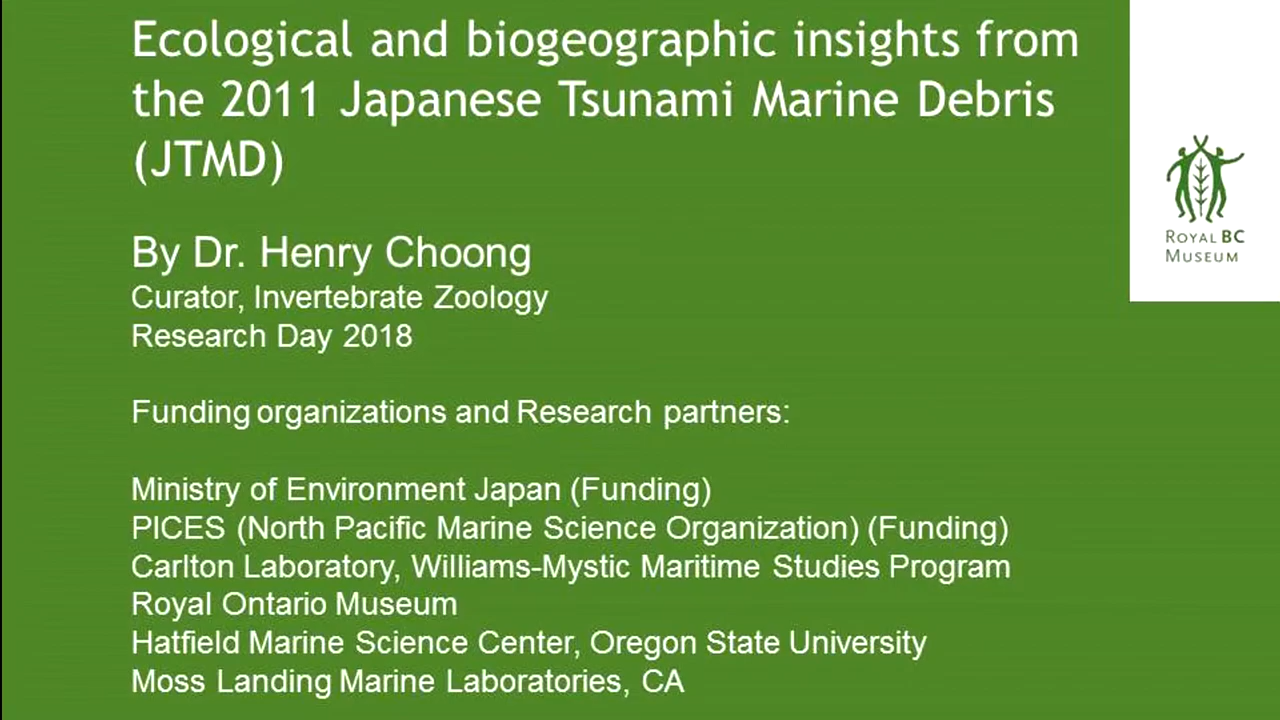 Ecological and biogeographic insights from
the 2011 Japanese Tsunami Marine Debris
(JTMD)
ROYAL BC
MUSEUM
By Dr. Henry Choong
Curator, Invertebrate Zoology
Research Day 2018
Funding organizations and Research partners:
Ministry of Environment Japan (Funding)
PICES (North Pacific Marine Science Organization) (Funding)
Carlton Laboratory, Williams-Mystic Maritime Studies Program
Royal Ontario Museum
Hatfield Marine Science Center, Oregon State University
Moss Landing Marine Laboratories, CA